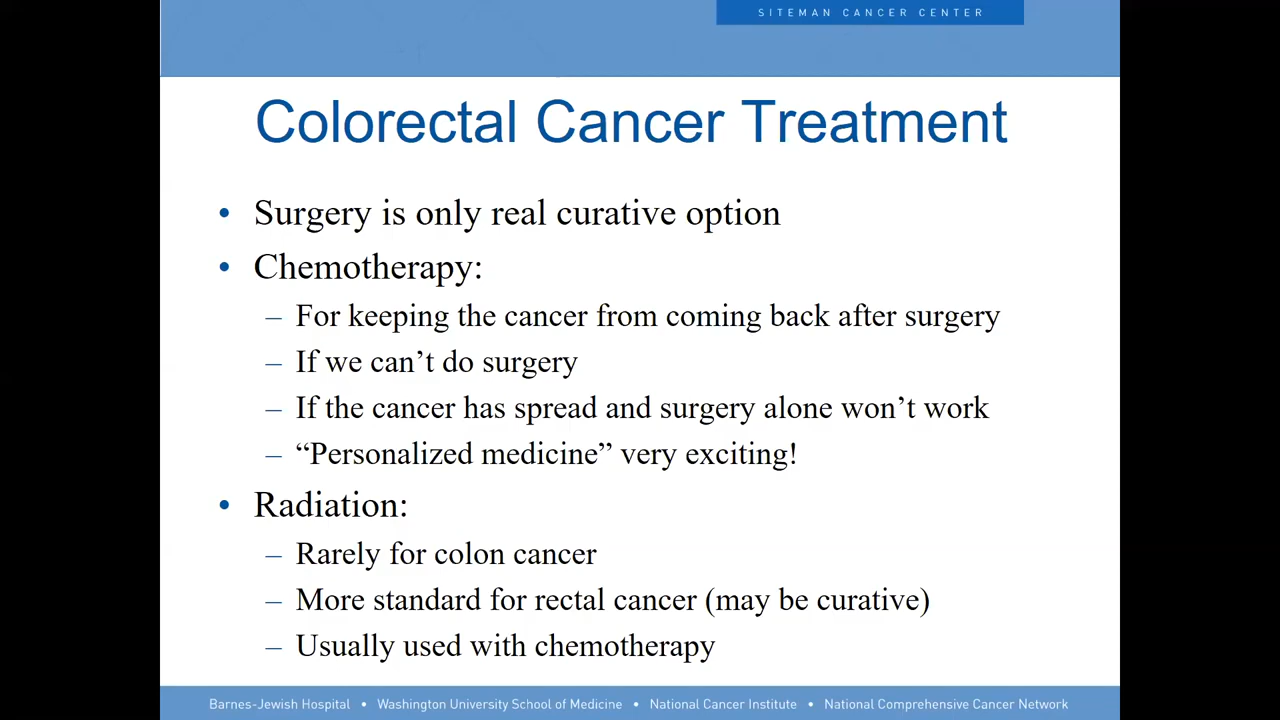 SITEMAN CANCER CENTER
Colorectal Cancer Treatment
• Surgery is only real curative option
• Chemotherapy:
– For keeping the cancer from coming back after surgery
– If we can’t do surgery
– If the cancer has spread and surgery alone won’t work
– “Personalized medicine” very exciting!
• Radiation:
– Rarely for colon cancer
– More standard for rectal cancer (may be curative)
– Usually used with chemotherapy
Barnes-Jewish Hospital • Washington University School of Medicine • National Cancer Institute • National Comprehensive Cancer Network